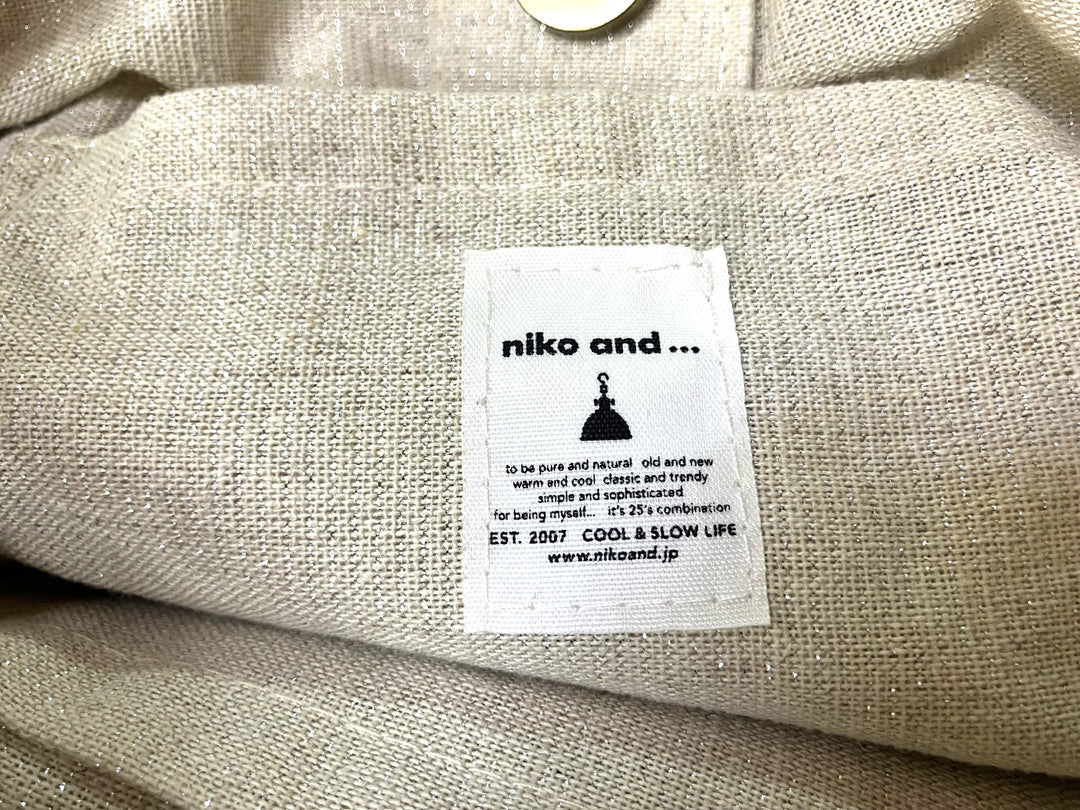 niko and ...
to be pure and natural old and new
warm and cool classic and trendy
simple and sophisticated
for being myself... it's 25's combination
EST. 2007 COOL & SLOW LIFE
www.nikoand.jp